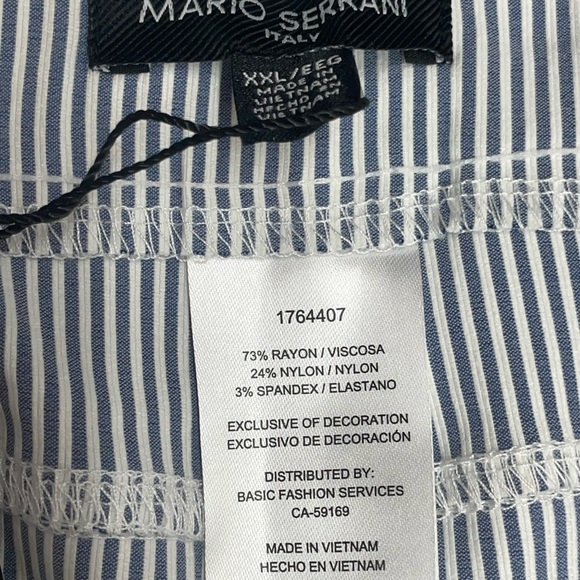 MARIO SERRANI
ITALY
XXL/EEG
MADE IN
VIETNAM
HECHO EN
VIETNAM
1764407
73% RAYON / VISCOSA
24% NYLON / NYLON
3% SPANDEX / ELASTANO
EXCLUSIVE OF DECORATION
EXCLUSIVO DE DECORACIÓN
DISTRIBUTED BY:
BASIC FASHION SERVICES
CA-59169
MADE IN VIETNAM
HECHO EN VIETNAM